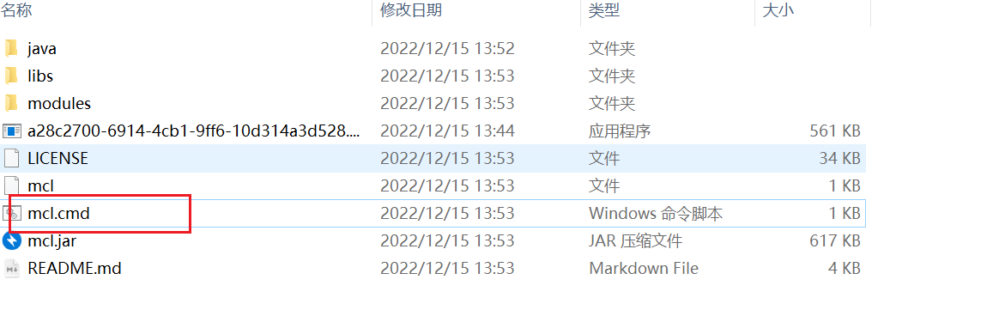 名称 修改日期 类型 大小
java 2022/12/15 13:52 文件夹
libs 2022/12/15 13:53 文件夹
modules 2022/12/15 13:53 文件夹
a28c2700-6914-4cb1-9ff6-10d314a3d528.... 2022/12/15 13:44 应用程序 561 KB
LICENSE 2022/12/15 13:53 文件 34 KB
mcl 2022/12/15 13:53 文件 1 KB
mcl.cmd 2022/12/15 13:53 Windows 命令脚本 1 KB
mcl.jar 2022/12/15 13:53 JAR 压缩文件 617 KB
README.md 2022/12/15 13:53 Markdown File 4 KB